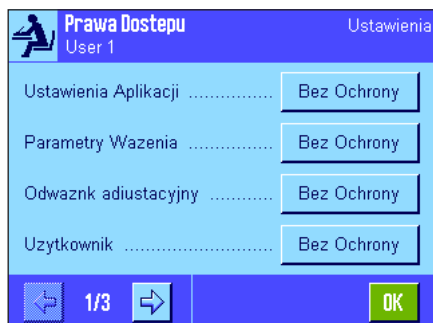 Prawa Dostepu Ustawienia
User 1
Ustawienia Aplikacji ............... Bez Ochrony
Parametry Wazenia ............... Bez Ochrony
Odwaznk adiustacyjny ........... Bez Ochrony
Uzytkownik .......................... Bez Ochrony
1/3 OK